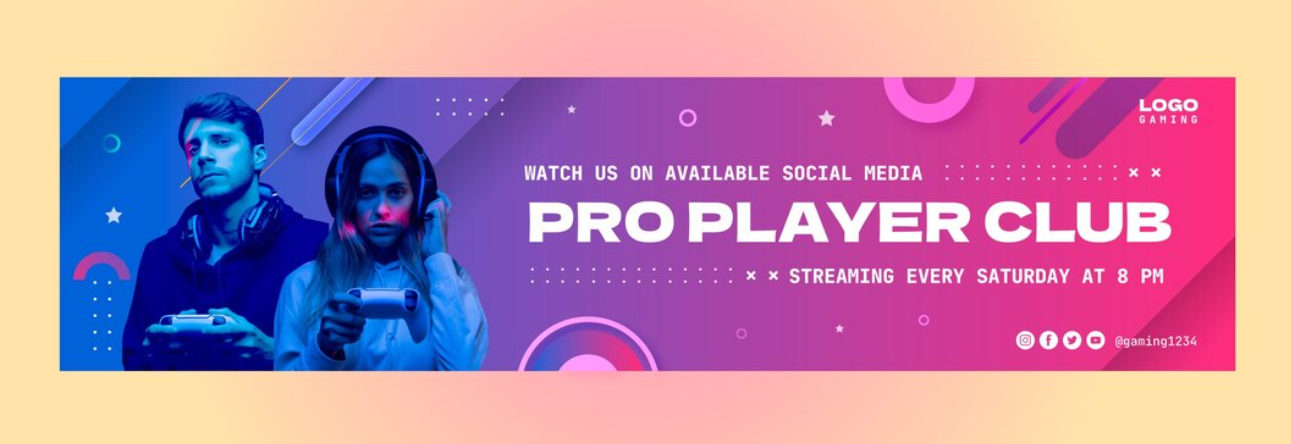 LOGO
GAMING
WATCH US ON AVAILABLE SOCIAL MEDIA
PRO PLAYER CLUB
STREAMING EVERY SATURDAY AT 8 PM
@gaming1234